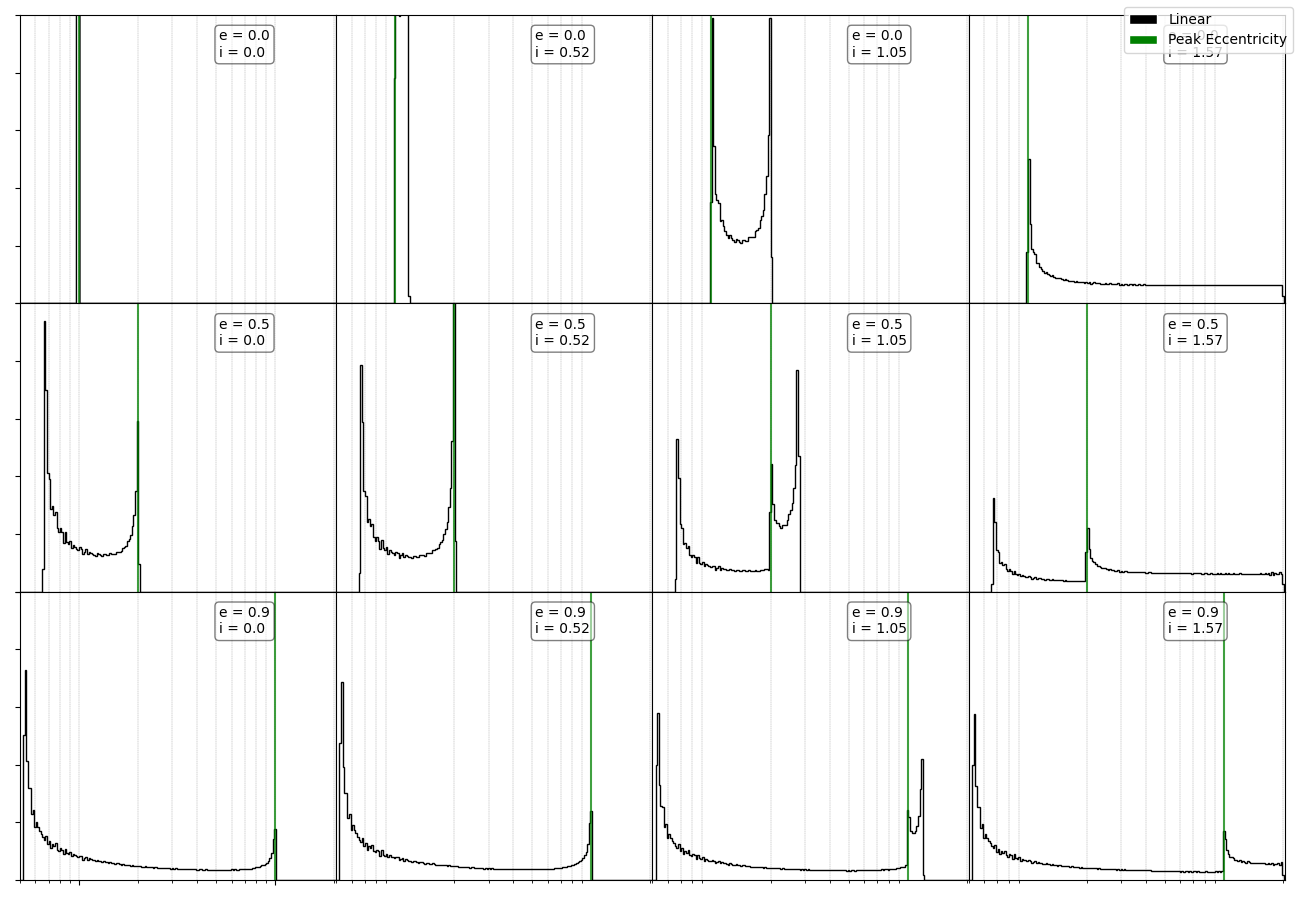 e = 0.0
i = 0.0
e = 0.0
i = 0.52
e = 0.0
i = 1.05
Linear
Peak Eccentricity
i = 1.57
e = 0.5
i = 0.0
e = 0.5
i = 0.52
e = 0.5
i = 1.05
e = 0.5
i = 1.57
e = 0.9
i = 0.0
e = 0.9
i = 0.52
e = 0.9
i = 1.05
e = 0.9
i = 1.57